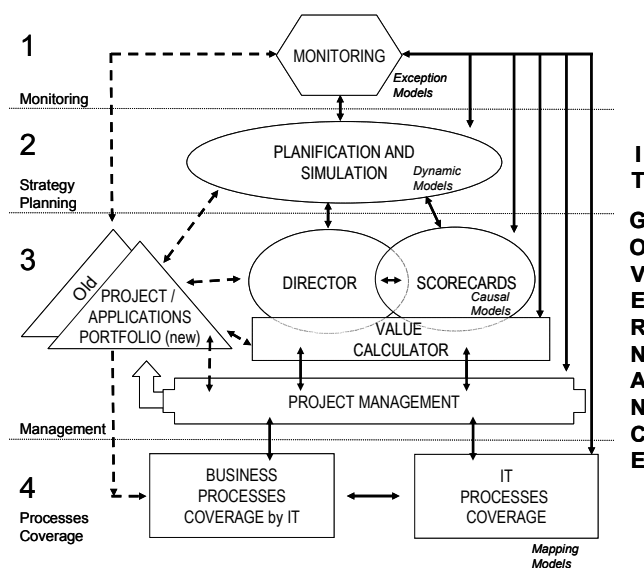 1
MONITORING
Exception
Models
Monitoring
2
PLANIFICATION AND
SIMULATION
Dynamic
Models
Strategy
Planning
3
Old
PROJECT /
APPLICATIONS
PORTFOLIO (new)
DIRECTOR
SCORECARDS
Causal
Models
VALUE
CALCULATOR
PROJECT MANAGEMENT
Management
4
Processes
Coverage
BUSINESS
PROCESSES
COVERAGE by IT
IT
PROCESSES
COVERAGE
Mapping
Models
IT GOVERNANCE